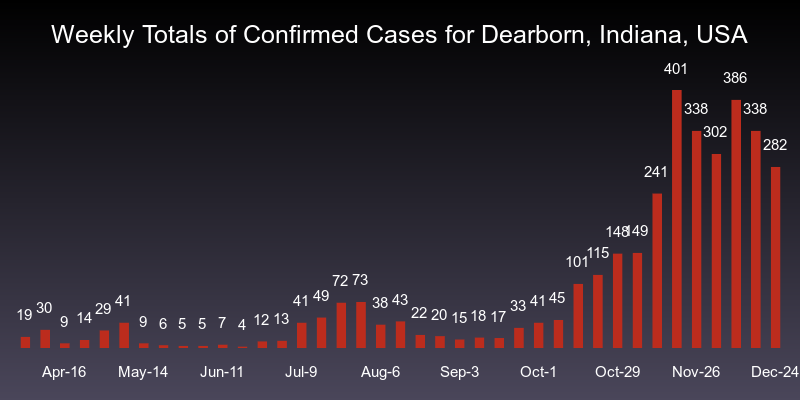 Weekly Totals of Confirmed Cases for Dearborn, Indiana, USA
19 30 9 14 29 41 9 6 5 5 7 4 12 13 41 49 72 73 38 43 22 20 15 18 17 33 41 45 101 115 148 149 241 401 338 302 386 338 282
Apr-16 May-14 Jun-11 Jul-9 Aug-6 Sep-3 Oct-1 Oct-29 Nov-26 Dec-24